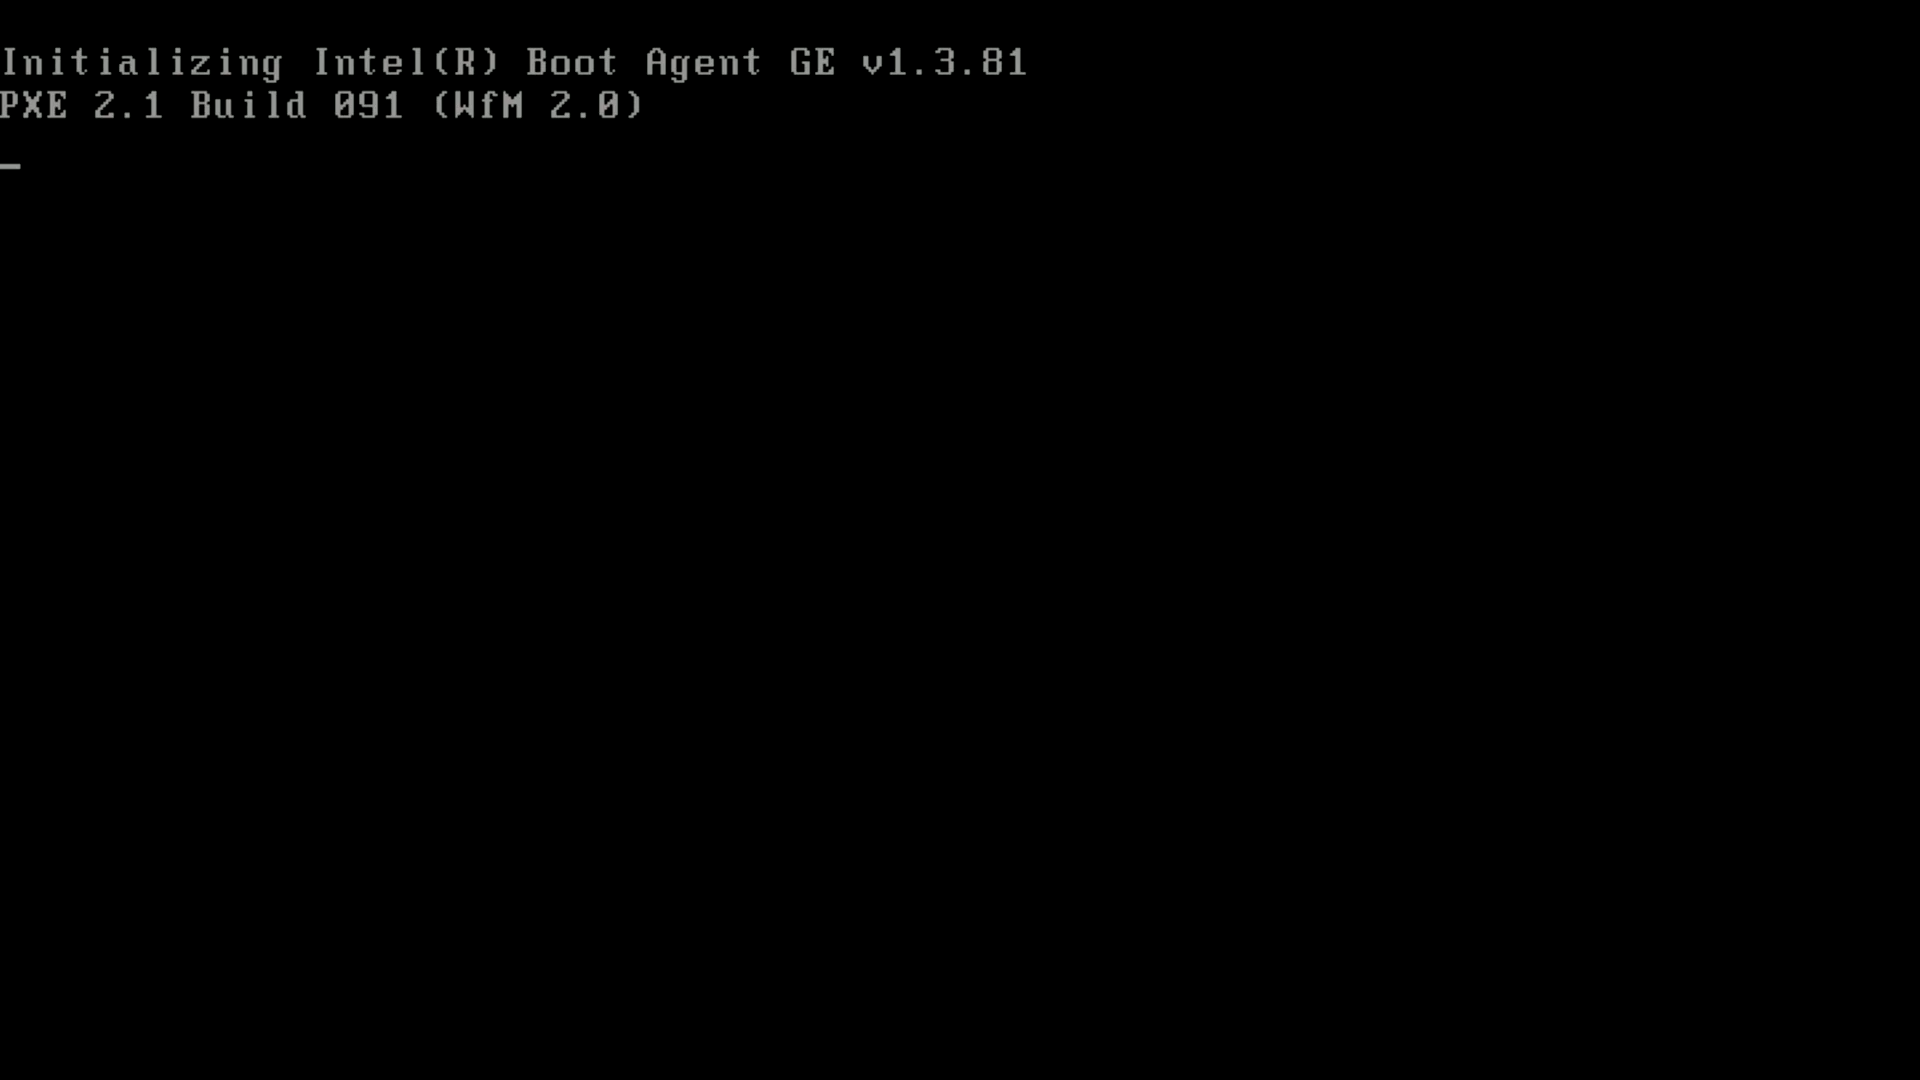 Initializing Intel(R) Boot Agent GE v1.3.81
PXE 2.1 Build 091 (WfM 2.0)